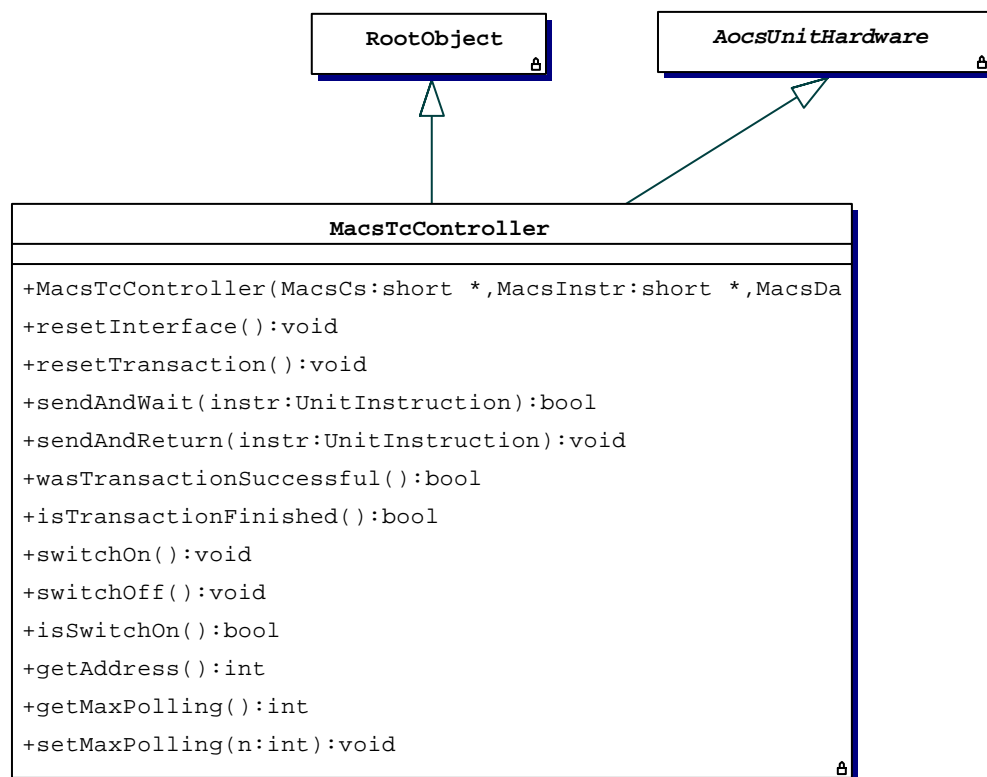 RootObject
AocsUnitHardware
MacsTcController
+MacsTcController(MacsCs:short *,MacsInstr:short *,MacsDa
+resetInterface():void
+resetTransaction():void
+sendAndWait(instr:UnitInstruction):bool
+sendAndReturn(instr:UnitInstruction):void
+wasTransactionSuccessful():bool
+isTransactionFinished():bool
+switchOn():void
+switchOff():void
+isSwitchOn():bool
+getAddress():int
+getMaxPolling():int
+setMaxPolling(n:int):void